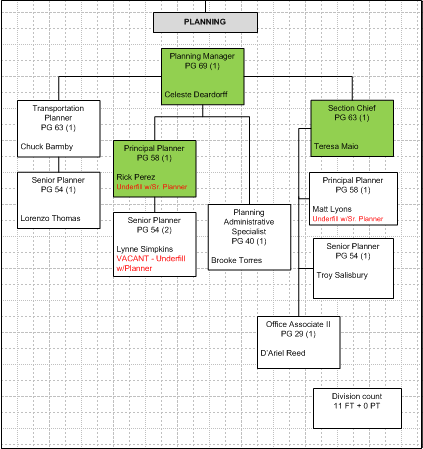 PLANNING
Planning Manager
PG 69 (1)
Celeste Deardorff
Transportation
Planner
PG 63 (1)
Chuck Barmby
Section Chief
PG 63 (1)
Teresa Maio
Principal Planner
PG 58 (1)
Rick Perez
Underfill w/Sr. Planner
Senior Planner
PG 54 (1)
Lorenzo Thomas
Principal Planner
PG 58 (1)
Matt Lyons
Underfill w/Sr. Planner
Senior Planner
PG 54 (2)
Lynne Simpkins
VACANT - Underfill
w/Planner
Planning
Administrative
Specialist
PG 40 (1)
Brooke Torres
Senior Planner
PG 54 (1)
Troy Salisbury
Office Associate II
PG 29 (1)
D'Ariel Reed
Division count
11 FT + 0 PT